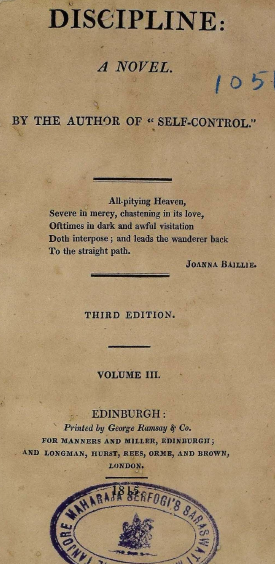 DISCIPLINE:
A NOVEL.
105
BY THE AUTHOR OF “ SELF-CONTROL.”
All-pitying Heaven,
Severe in mercy, chastening in its love,
Ofttimes in dark and awful visitation
Doth interpose ; and leads the wanderer back
To the straight path.
JOANNA BAILLIE.
THIRD EDITION.
VOLUME III.
EDINBURGH :
Printed by George Ramsay & Co.
FOR MANNERS AND MILLER, EDINBURGH ;
AND LONGMAN, HURST, REES, ORME, AND BROWN,
LONDON.
1815.
TANJORE MAHARAJA SERFOGI'S SARASWATI